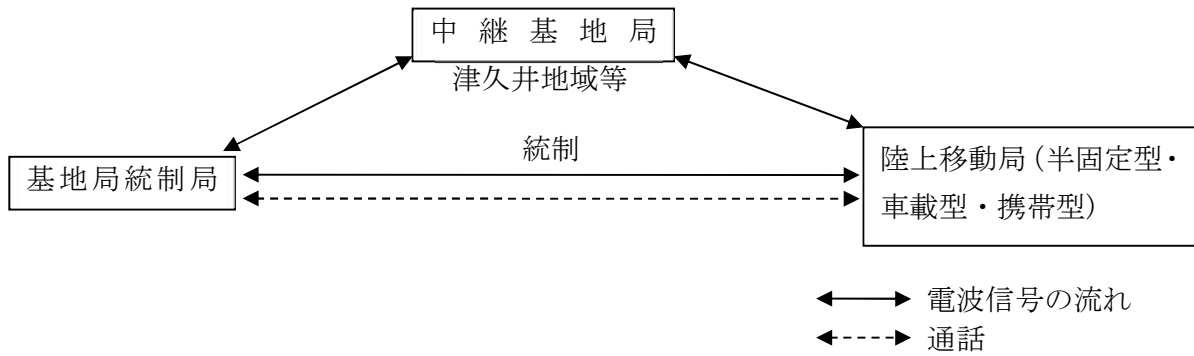 中継基地局
津久井地域等
統制
基地局統制局
陸上移動局(半固定型・
車載型・携帯型)
電波信号の流れ
通話